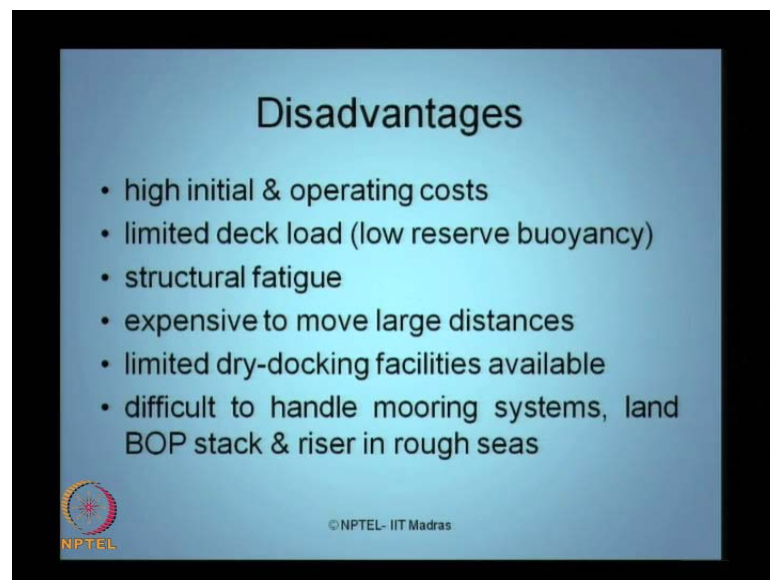 Disadvantages
• high initial & operating costs
• limited deck load (low reserve buoyancy)
• structural fatigue
• expensive to move large distances
• limited dry-docking facilities available
• difficult to handle mooring systems, land
BOP stack & riser in rough seas
NPTEL
©NPTEL- IIT Madras